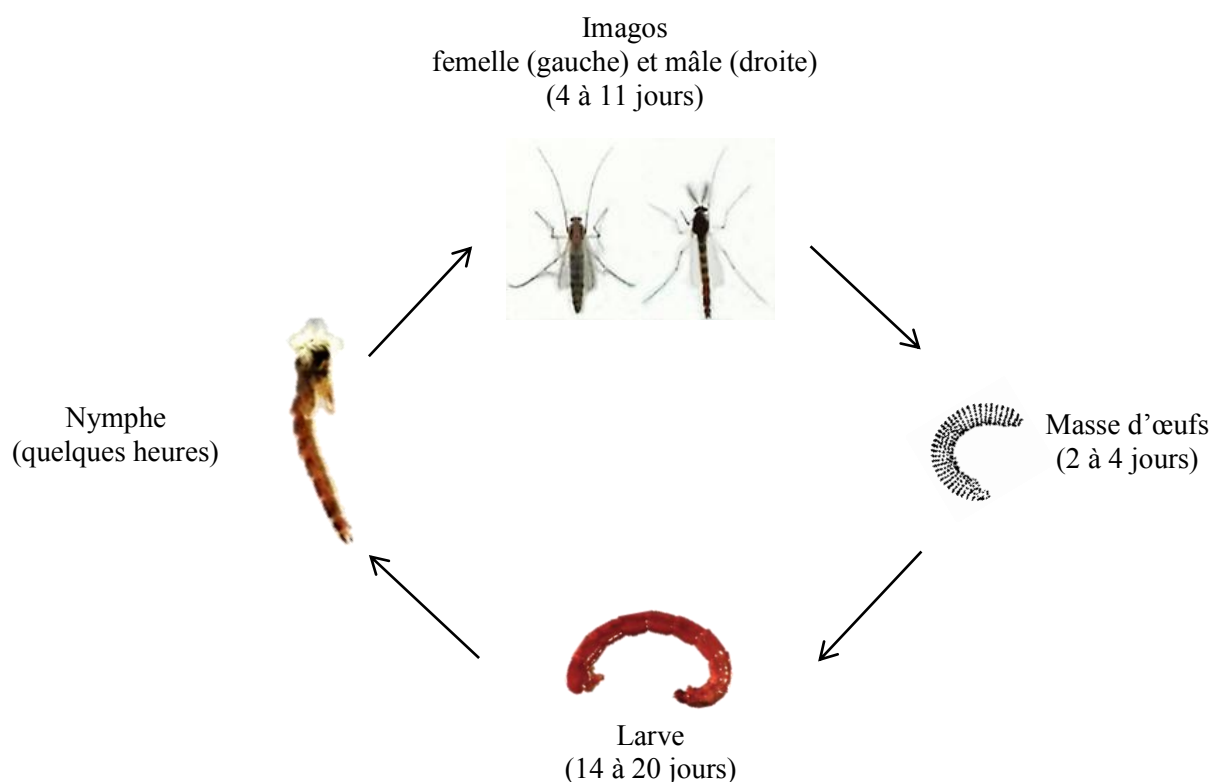 Imagos
femelle (gauche) et mâle (droite)
(4 à 11 jours)
Nymphe
(quelques heures)
Masse d’œufs
(2 à 4 jours)
Larve
(14 à 20 jours)